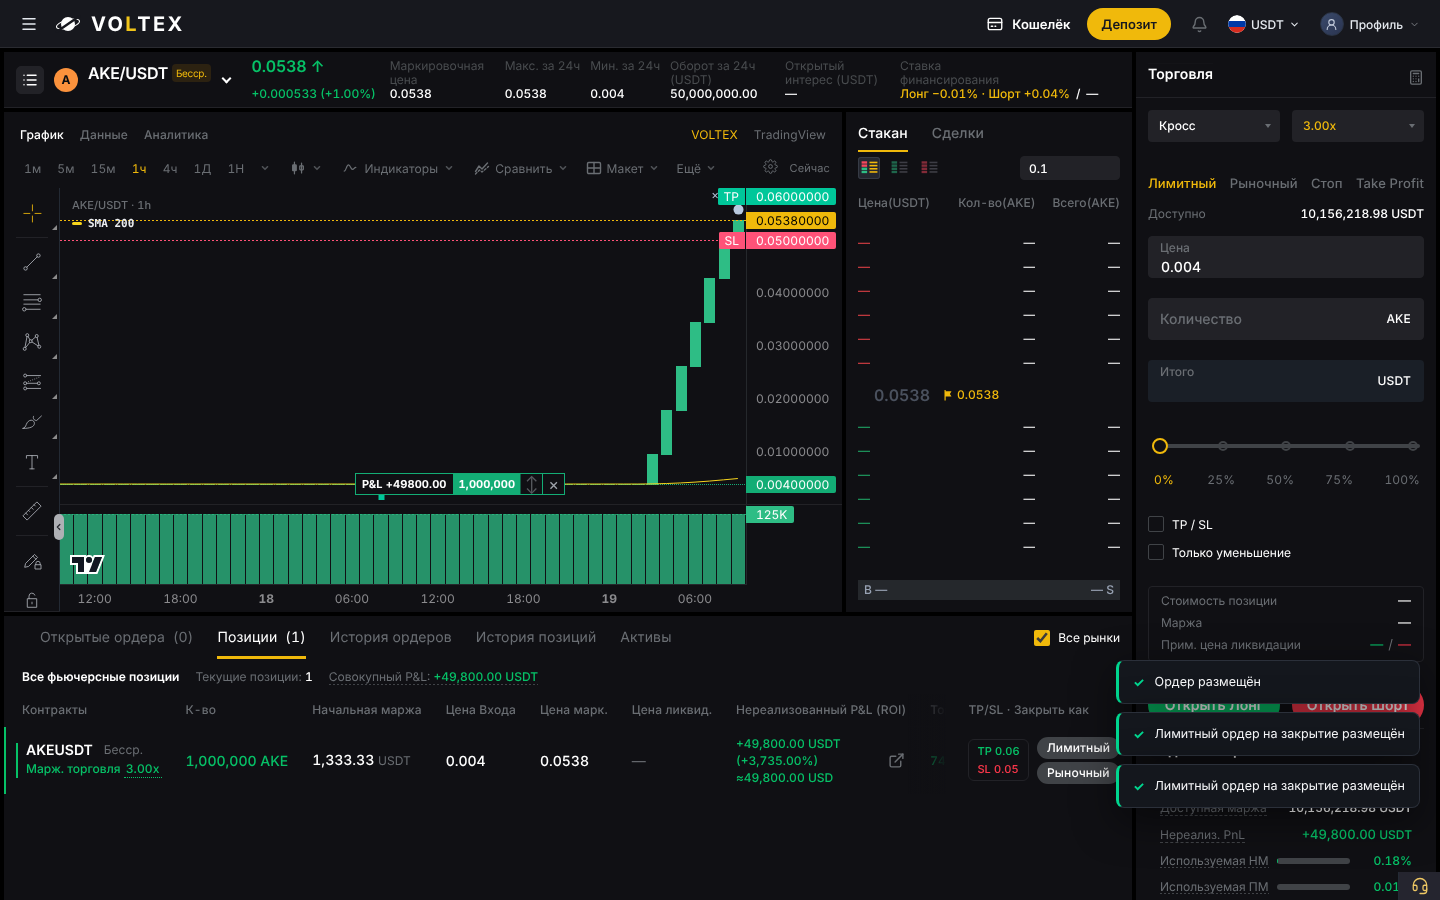 VOLTEX
Кошелёк
Депозит
USDT
Профиль
A
AKE/USDT
Бесср.
0.0538 ↑
+0.000533 (+1.00%)
Маркировочная цена
0.0538
Макс. за 24ч
0.0538
Мин. за 24ч
0.004
Оборот за 24ч (USDT)
50,000,000.00
Открытый интерес (USDT)
—
Ставка финансирования
Лонг −0.01% · Шорт +0.04% / —
График Данные Аналитика
VOLTEX TradingView
1м 5м 15м 1ч 4ч 1Д 1Н
Индикаторы Сравнить Макет Ещё
Сейчас
AKE/USDT · 1h
SMA 200
× TP 0.06000000
0.05380000
SL 0.05000000
0.04000000
0.03000000
0.02000000
0.01000000
P&L +49800.00 1,000,000 ×
0.00400000
125K
12:00 18:00 18 06:00 12:00 18:00 19 06:00
Стакан Сделки
0.1
Цена(USDT) Кол-во(AKE) Всего(AKE)
— — —
— — —
— — —
— — —
— — —
— — —
0.0538 0.0538
— — —
— — —
— — —
— — —
— — —
— — —
B — — S
Торговля
Кросс 3.00x
Лимитный Рыночный Стоп Take Profit
Доступно 10,156,218.98 USDT
Цена
0.004
Количество AKE
Итого USDT
0% 25% 50% 75% 100%
TP / SL
Только уменьшение
Стоимость позиции —
Маржа —
Прим. цена ликвидации — / —
Открыть Лонг Открыть Шорт
Ордер размещён
Лимитный ордер на закрытие размещён
Лимитный ордер на закрытие размещён
Доступная маржа 10,156,218.98 USDT
Нереализ. PnL +49,800.00 USDT
Используемая НМ 0.18%
Используемая ПМ 0.01
Открытые ордера (0) Позиции (1) История ордеров История позиций Активы
Все рынки
Все фьючерсные позиции Текущие позиции: 1 Совокупный P&L: +49,800.00 USDT
Контракты К-во Начальная маржа Цена Входа Цена марк. Цена ликвид. Нереализованный P&L (ROI) TP/SL · Закрыть как
AKEUSDT Бесср.
Марж. торговля 3.00x
1,000,000 AKE
1,333.33 USDT
0.004
0.0538
—
+49,800.00 USDT
(+3,735.00%)
≈49,800.00 USD
TP 0.06
SL 0.05
Лимитный
Рыночный